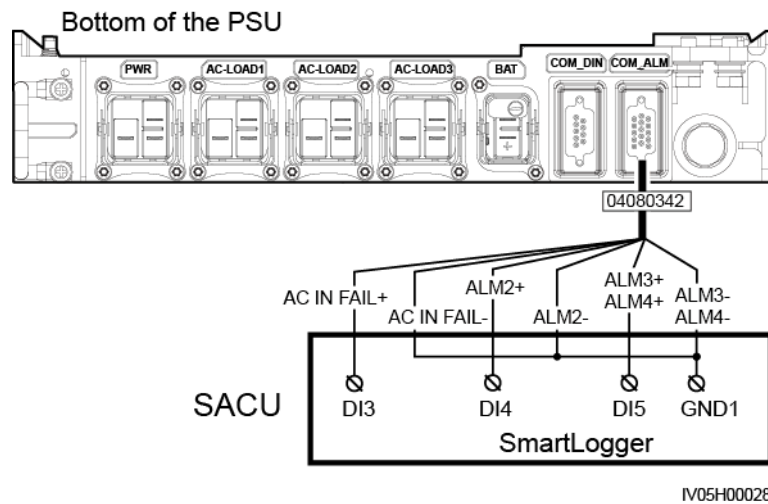 Bottom of the PSU
PWR
AC-LOAD1
AC-LOAD2
AC-LOAD3
BAT
COM_DIN
COM_ALM
04080342
AC IN FAIL+
AC IN FAIL-
ALM2+
ALM2-
ALM3+
ALM4+
ALM3-
ALM4-
SACU
DI3
DI4
DI5
GND1
SmartLogger
IV05H00028